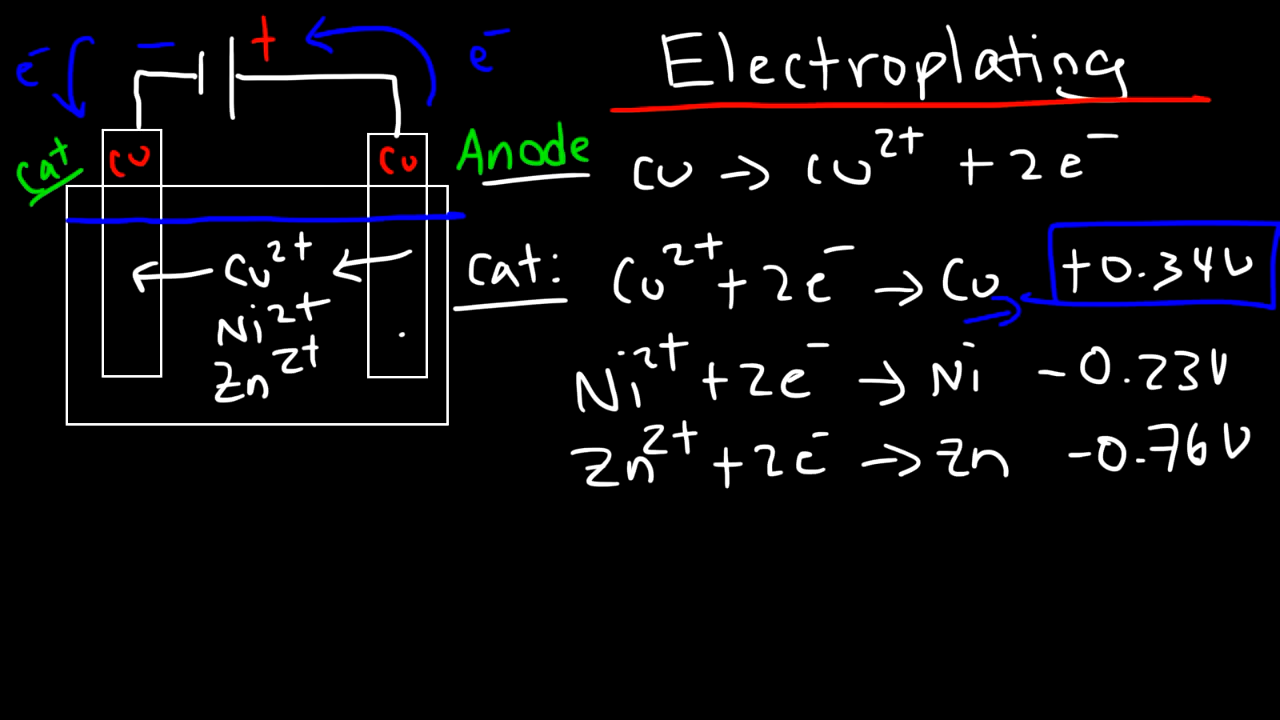 Electroplating
e⁻ − + e⁻
Cat Cu Cu Anode
Cu → Cu²⁺ + 2e⁻
Cu²⁺
Ni²⁺
Zn²⁺
Cat: Cu²⁺ + 2e⁻ → Cu +0.34V
Ni²⁺ + 2e⁻ → Ni -0.23V
Zn²⁺ + 2e⁻ → Zn -0.76V